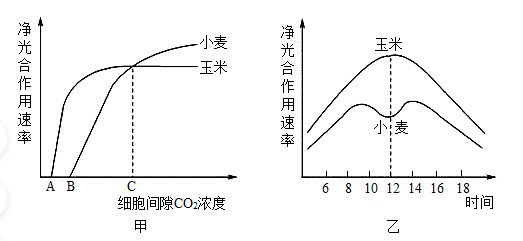 净光合作用速率
小麦
玉米
A B C
细胞间隙CO₂浓度
甲
净光合作用速率
玉米
小麦
6 8 10 12 14 16 18
时间
乙